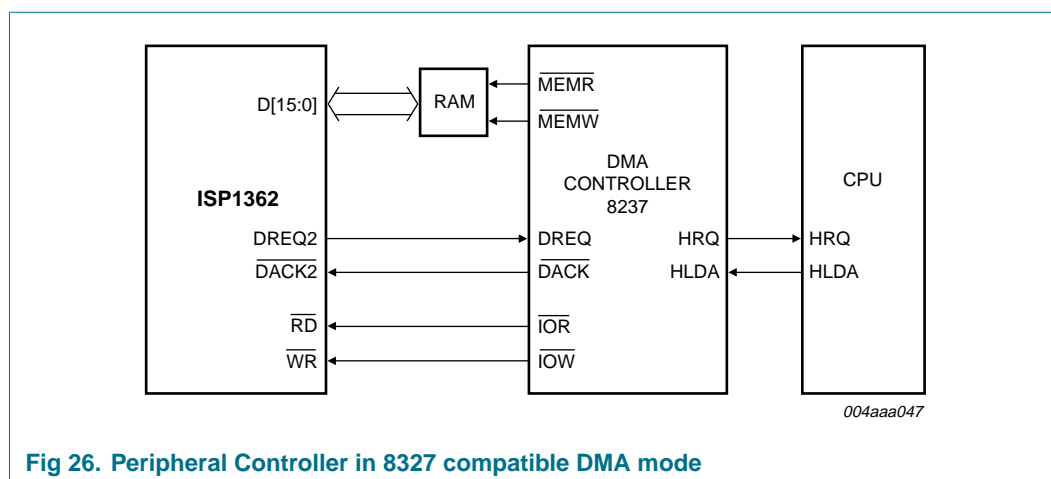 D[15:0]
RAM
MEMR
MEMW
DMA
CONTROLLER
8237
CPU
ISP1362
DREQ2
DREQ
HRQ
HRQ
DACK2
DACK
HLDA
HLDA
RD
IOR
WR
IOW
004aaa047
Fig 26. Peripheral Controller in 8327 compatible DMA mode